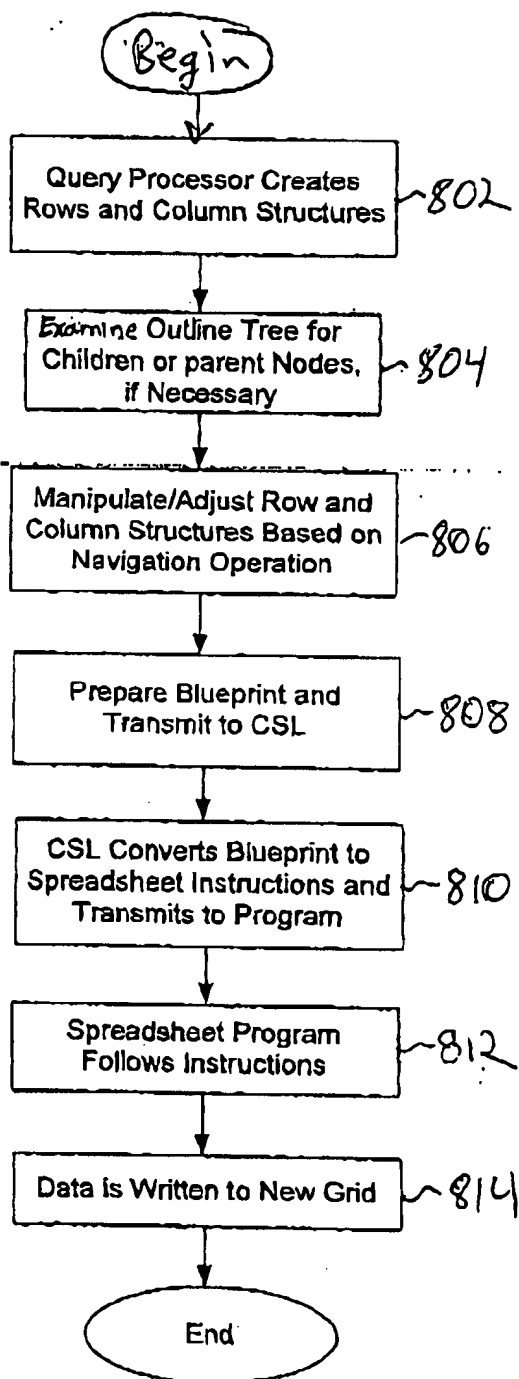 Begin
Query Processor Creates
Rows and Column Structures
802
Examine Outline Tree for
Children or parent Nodes,
if Necessary
804
Manipulate/Adjust Row and
Column Structures Based on
Navigation Operation
806
Prepare Blueprint and
Transmit to CSL
808
CSL Converts Blueprint to
Spreadsheet Instructions and
Transmits to Program
810
Spreadsheet Program
Follows Instructions
812
Data is Written to New Grid
814
End